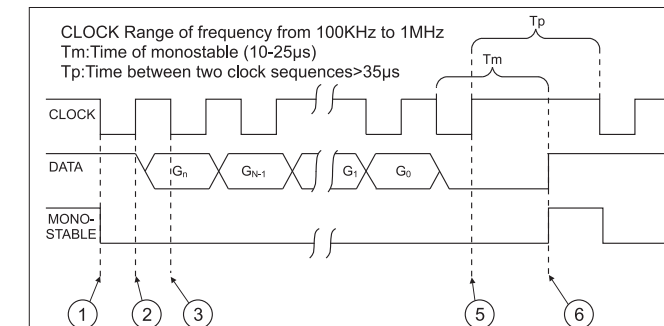 CLOCK Range of frequency from 100KHz to 1MHz
Tm:Time of monostable (10-25µs)
Tp:Time between two clock sequences>35µs
Tp
Tm
CLOCK
DATA
Gn
GN-1
G1
G0
MONO-
STABLE
1
2
3
5
6